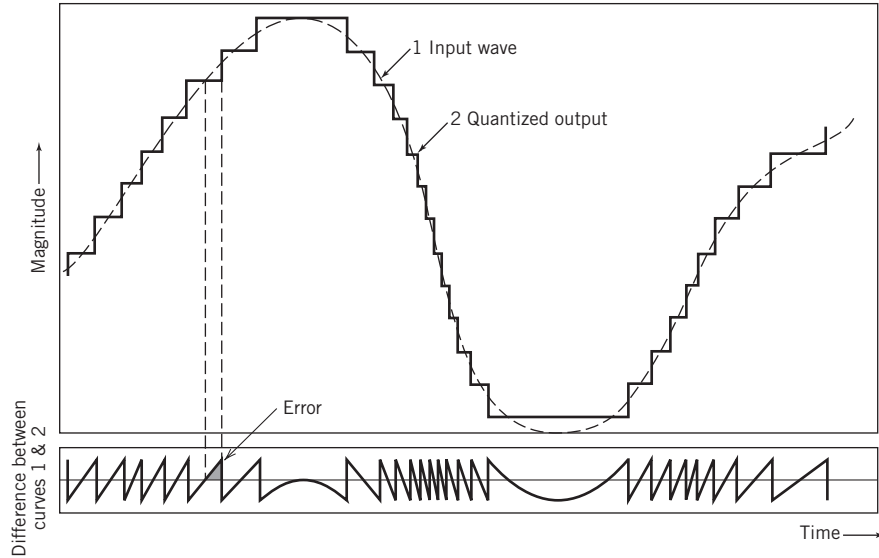 1 Input wave
2 Quantized output
Magnitude
Error
Difference between
curves 1 & 2
Time